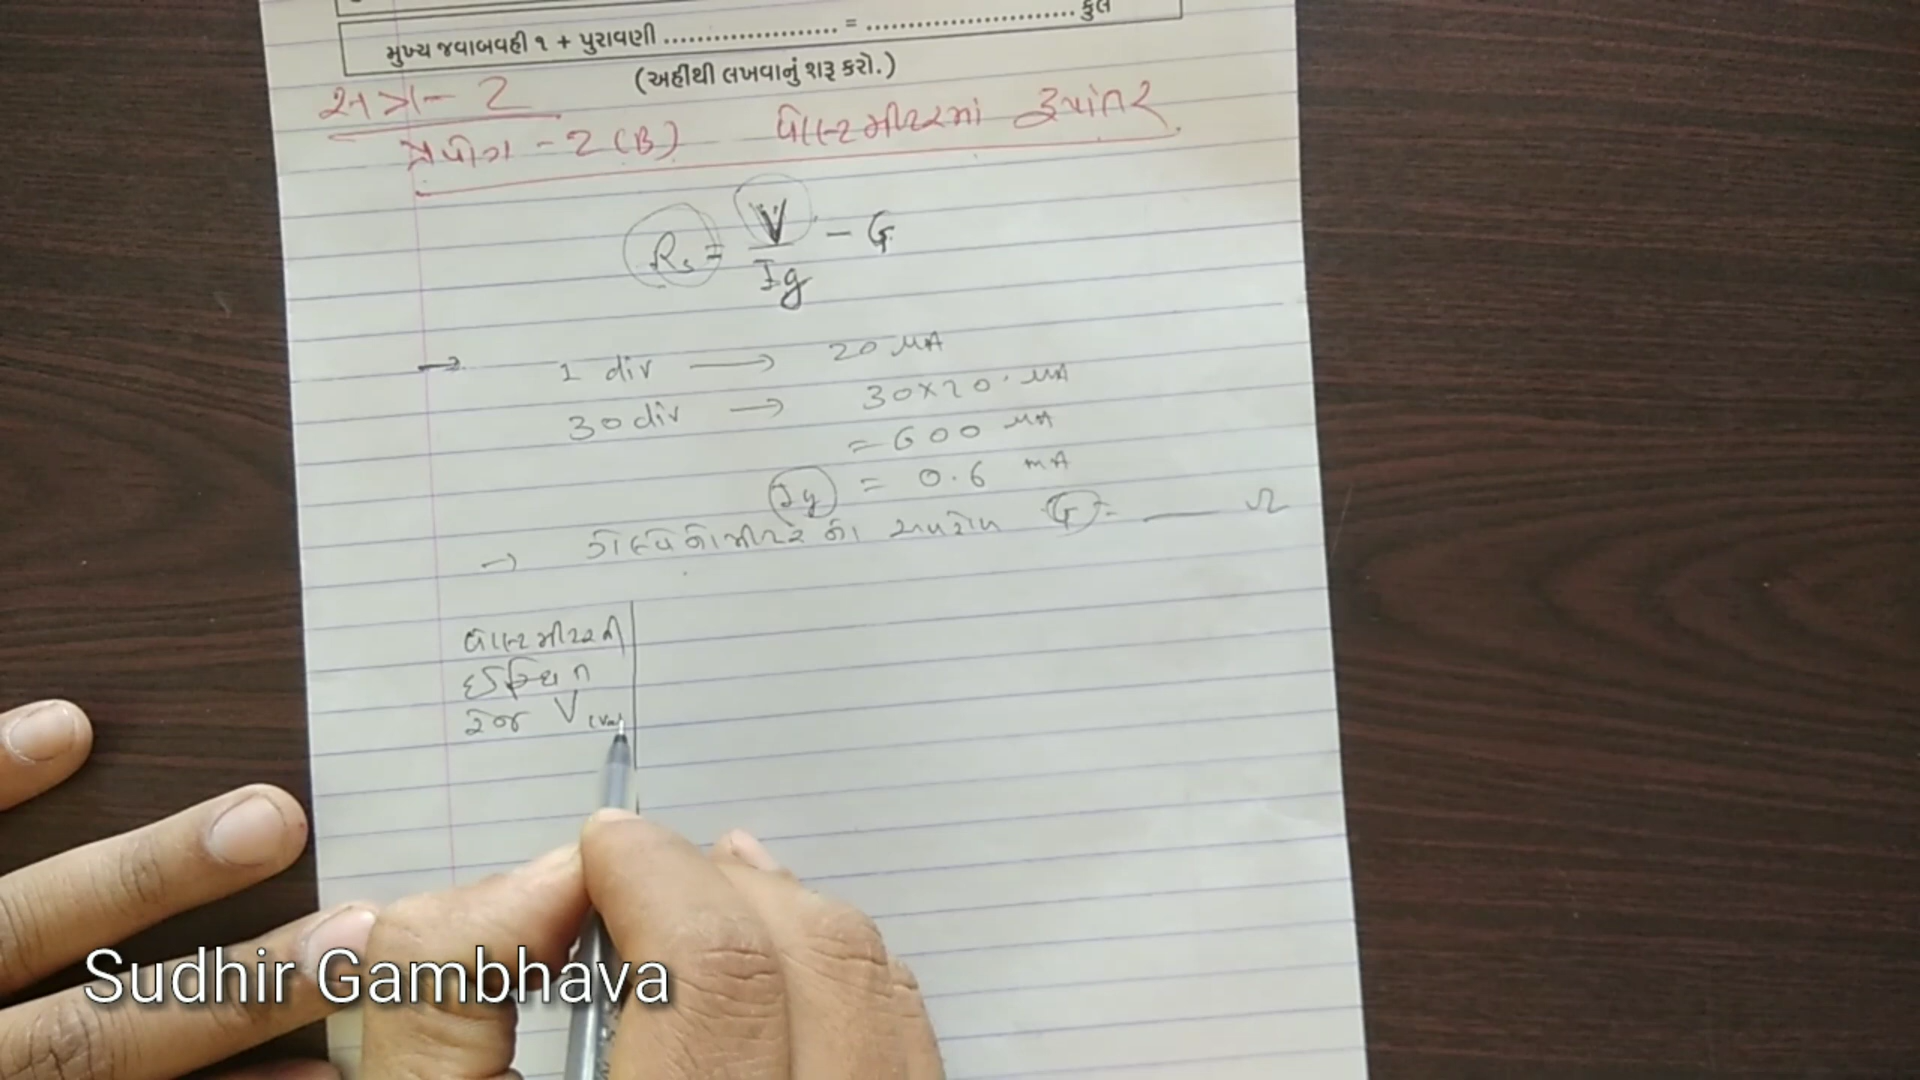 મુખ્ય જવાબવહી ૧ + પુરાવણી ..................... = ......................... કુલ
(અહીંથી લખવાનું શરૂ કરો.)
સત્ર - 2
પ્રયોગ - 2 (B) વોલ્ટમીટરમાં રૂપાંતર
Rs = V/Ig - G
→ 1 div → 20 μA
30 div → 30×20 μA
= 600 μA
Ig = 0.6 mA
→ ગેલ્વેનોમીટરનો અવરોધ G = ___ Ω
વોલ્ટમીટરની
ઇચ્છિત
રેન્જ V
Sudhir Gambhava